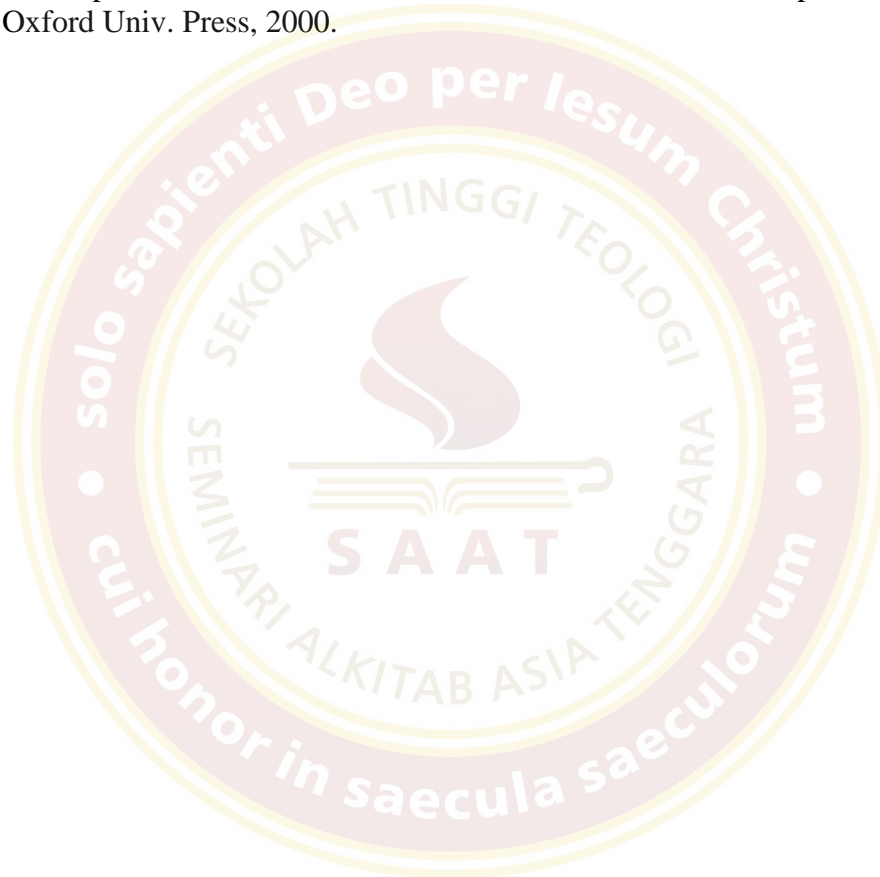 Oxford Univ. Press, 2000.
solo sapienti Deo per Iesum Christum
SEKOLAH TINGGI TEOLOGI
SEMINARI ALKITAB ASIA TENGGARA
SAAT
cui honor in saecula saeculorum